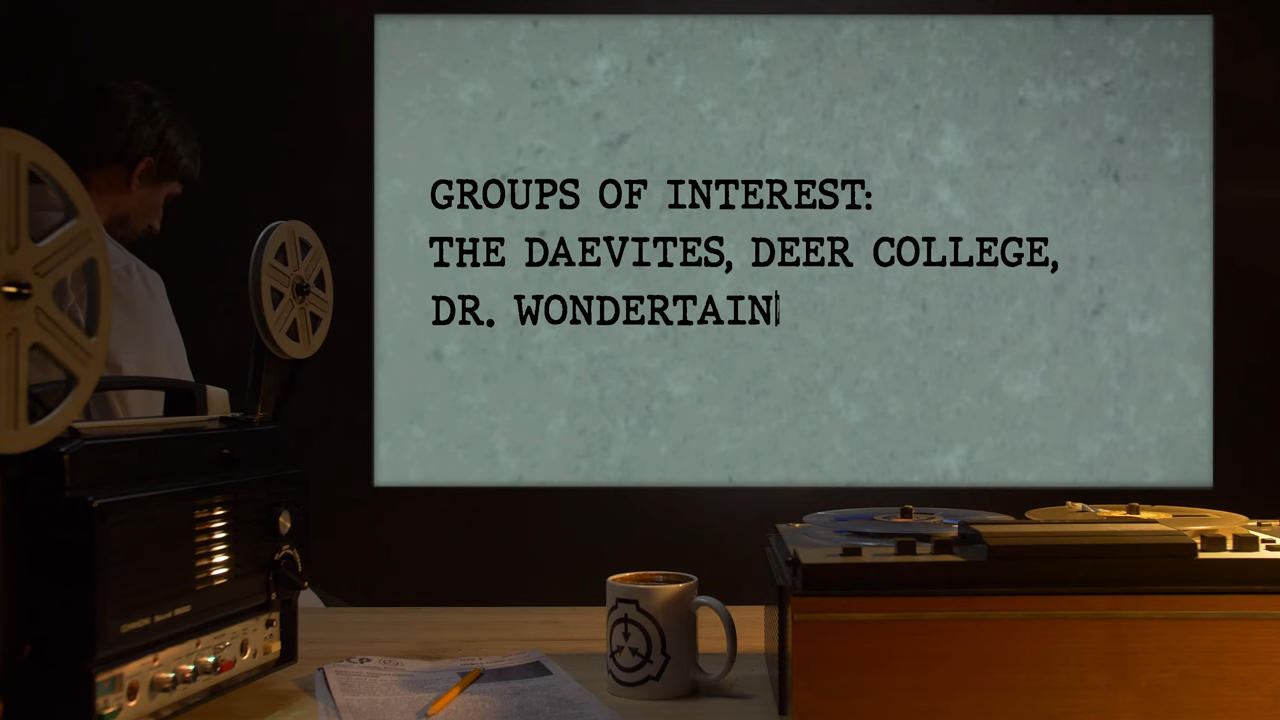 GROUPS OF INTEREST:
THE DAEVITES, DEER COLLEGE,
DR. WONDERTAIN